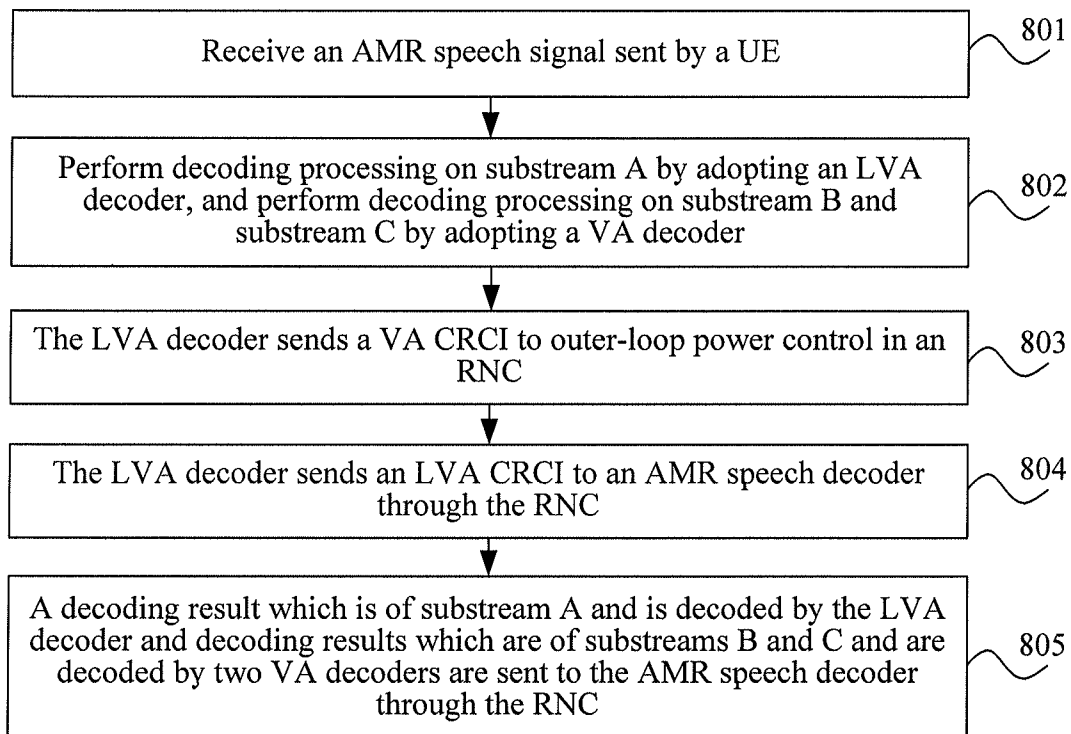 Receive an AMR speech signal sent by a UE
801
Perform decoding processing on substream A by adopting an LVA
decoder, and perform decoding processing on substream B and
substream C by adopting a VA decoder
802
The LVA decoder sends a VA CRCI to outer-loop power control in an
RNC
803
The LVA decoder sends an LVA CRCI to an AMR speech decoder
through the RNC
804
A decoding result which is of substream A and is decoded by the LVA
decoder and decoding results which are of substreams B and C and are
decoded by two VA decoders are sent to the AMR speech decoder
through the RNC
805